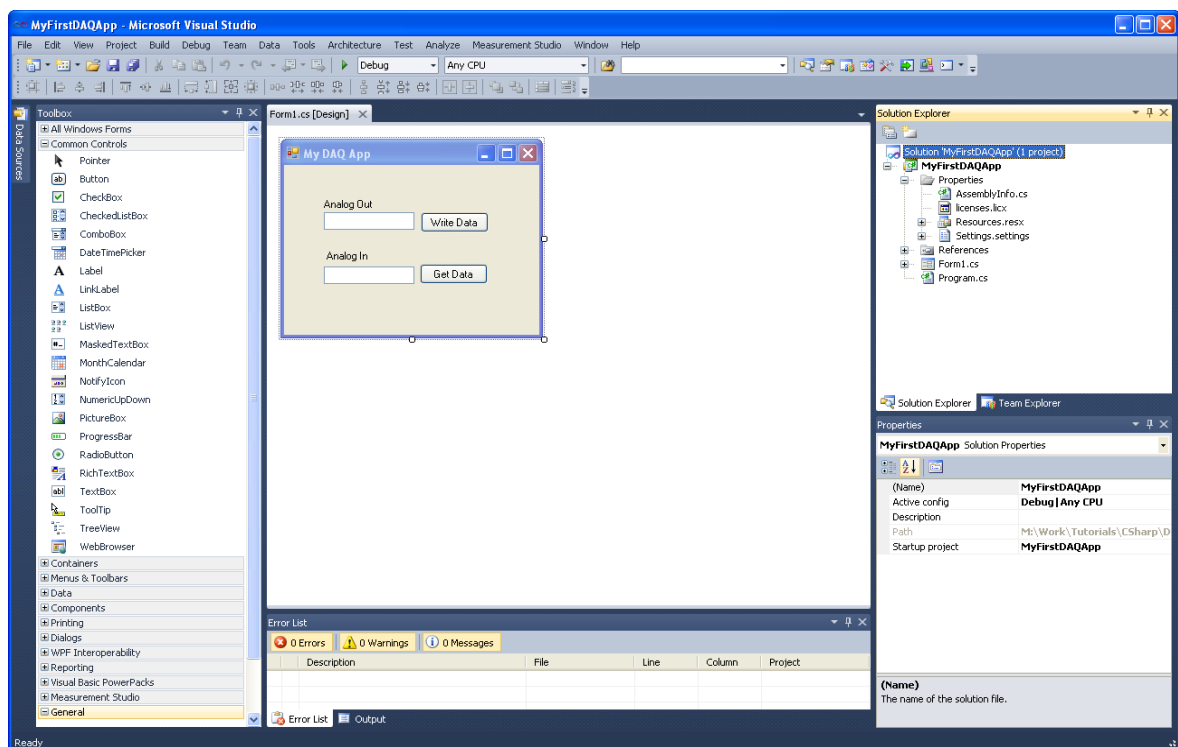 MyFirstDAQApp - Microsoft Visual Studio
File Edit View Project Build Debug Team Data Tools Architecture Test Analyze Measurement Studio Window Help
Debug Any CPU
Data Sources
Toolbox
All Windows Forms
Common Controls
Pointer
Button
CheckBox
CheckedListBox
ComboBox
DateTimePicker
Label
LinkLabel
ListBox
ListView
MaskedTextBox
MonthCalendar
NotifyIcon
NumericUpDown
PictureBox
ProgressBar
RadioButton
RichTextBox
TextBox
ToolTip
TreeView
WebBrowser
Containers
Menus & Toolbars
Data
Components
Printing
Dialogs
WPF Interoperability
Reporting
Visual Basic PowerPacks
Measurement Studio
General
Form1.cs [Design]
My DAQ App
Analog Out
Write Data
Analog In
Get Data
Error List
0 Errors 0 Warnings 0 Messages
Description File Line Column Project
Error List Output
Solution Explorer
Solution 'MyFirstDAQApp' (1 project)
MyFirstDAQApp
Properties
AssemblyInfo.cs
licenses.licx
Resources.resx
Settings.settings
References
Form1.cs
Program.cs
Solution Explorer Team Explorer
Properties
MyFirstDAQApp Solution Properties
(Name) MyFirstDAQApp
Active config Debug|Any CPU
Description
Path M:\Work\Tutorials\CSharp\D
Startup project MyFirstDAQApp
(Name)
The name of the solution file.
Ready